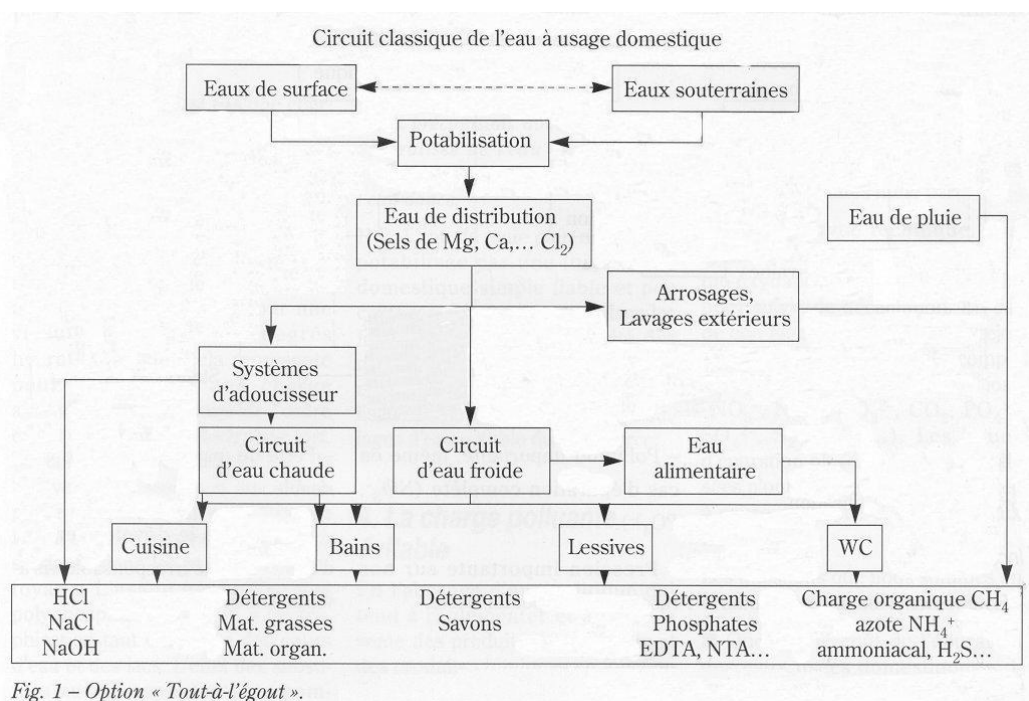 Circuit classique de l'eau à usage domestique
Eaux de surface
Eaux souterraines
Potabilisation
Eau de distribution
(Sels de Mg, Ca,... Cl₂)
Eau de pluie
Arrosages,
Lavages extérieurs
Systèmes
d'adoucisseur
Circuit
d'eau chaude
Circuit
d'eau froide
Eau
alimentaire
Cuisine
Bains
Lessives
WC
HCl
NaCl
NaOH
Détergents
Mat. grasses
Mat. organ.
Détergents
Savons
Détergents
Phosphates
EDTA, NTA...
Charge organique CH₄
azote NH₄⁺
ammoniacal, H₂S...
Fig. 1 – Option « Tout-à-l'égout ».